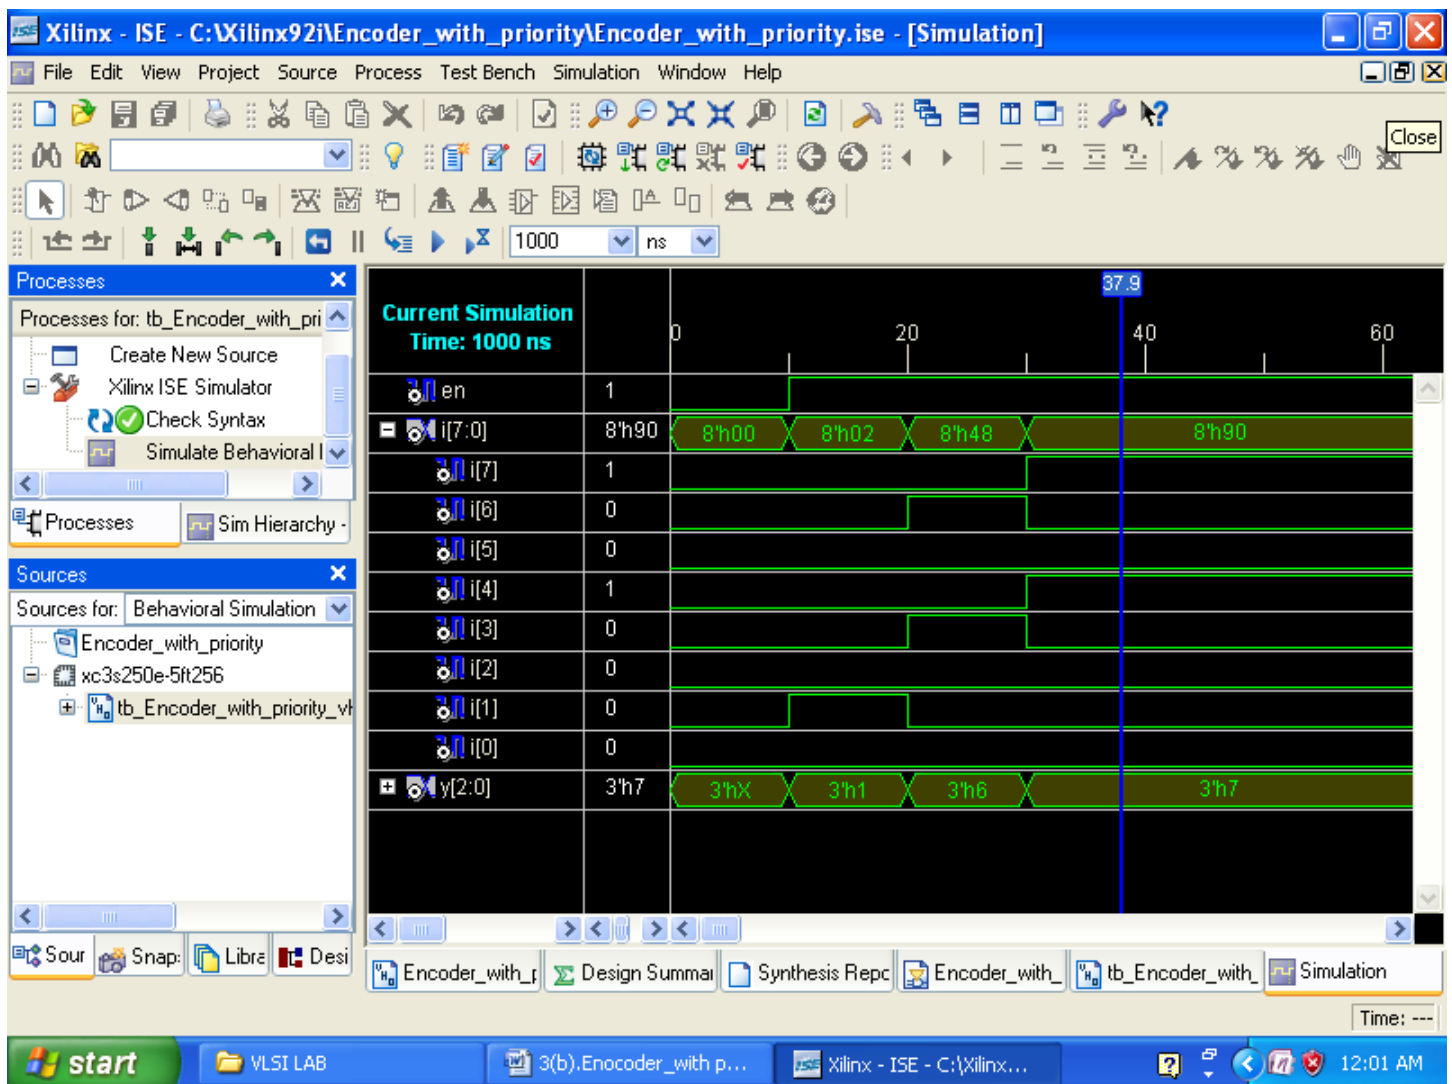 Xilinx - ISE - C:\Xilinx92i\Encoder_with_priority\Encoder_with_priority.ise - [Simulation]
File Edit View Project Source Process Test Bench Simulation Window Help
Close
1000 ns
Processes
Processes for: tb_Encoder_with_pri
Create New Source
Xilinx ISE Simulator
Check Syntax
Simulate Behavioral
Processes Sim Hierarchy -
Sources
Sources for: Behavioral Simulation
Encoder_with_priority
xc3s250e-5ft256
tb_Encoder_with_priority_vh
Sour Snap: Libra Desi
Current Simulation
Time: 1000 ns
37.9
0 20 40 60
en 1
i[7:0] 8'h90 8'h00 8'h02 8'h48 8'h90
i[7] 1
i[6] 0
i[5] 0
i[4] 1
i[3] 0
i[2] 0
i[1] 0
i[0] 0
y[2:0] 3'h7 3'hX 3'h1 3'h6 3'h7
Encoder_with_p Design Summar Synthesis Repo Encoder_with_ tb_Encoder_with_ Simulation
Time: ---
start VLSI LAB 3(b).Enocoder_with p... Xilinx - ISE - C:\Xilinx... 12:01 AM